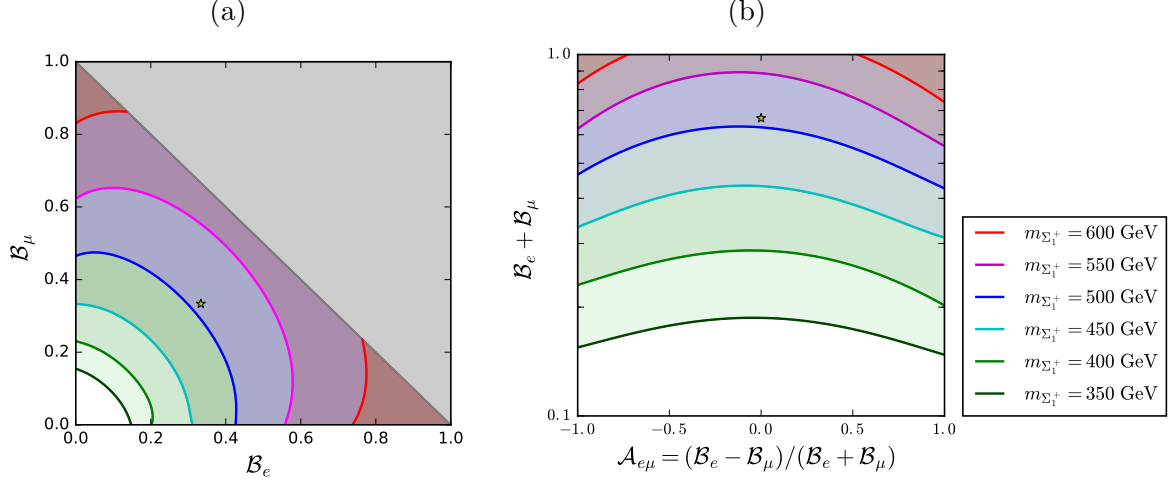 (a)
1.0
0.8
0.6
0.4
0.2
0.0
0.0 0.2 0.4 0.6 0.8 1.0
ℬ_μ
ℬ_e
(b)
1.0
0.1
−1.0 −0.5 0.0 0.5 1.0
ℬ_e + ℬ_μ
𝒜_{eμ} = (ℬ_e − ℬ_μ)/(ℬ_e + ℬ_μ)
m_{Σ_1^+} = 600 GeV
m_{Σ_1^+} = 550 GeV
m_{Σ_1^+} = 500 GeV
m_{Σ_1^+} = 450 GeV
m_{Σ_1^+} = 400 GeV
m_{Σ_1^+} = 350 GeV